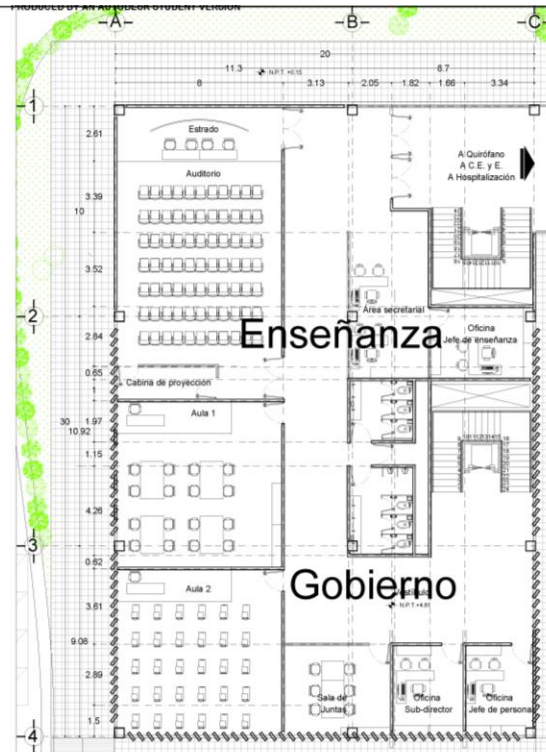 PRODUCED BY AN AUTODESK STUDENT VERSION
A
B
C
20
11.3
8.7
N.P.T. +0.15
8
3.13
2.05
1.82
1.66
3.34
1
2.61
Estrado
A Quirófano
A C.E. y E.
A Hospitalización
Auditorio
3.39
10
3.52
Área secretarial
2
Oficina
Jefe de enseñanza
Enseñanza
2.84
0.65
Cabina de proyección
Aula 1
30
1.97
10.92
1.15
4.26
3
0.62
Gobierno
Vestíbulo
N.P.T. +4.81
Aula 2
3.61
9.08
2.89
Sala de
Juntas
Oficina
Sub-director
Oficina
Jefe de personal
1.5
4